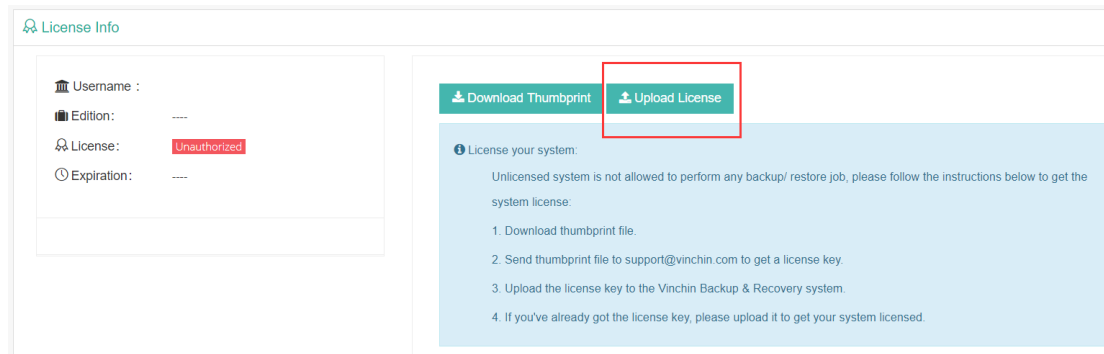 License Info
Username :
Edition: ----
License: Unauthorized
Expiration: ----
Download Thumbprint
Upload License
License your system:
Unlicensed system is not allowed to perform any backup/ restore job, please follow the instructions below to get the
system license:
1. Download thumbprint file.
2. Send thumbprint file to support@vinchin.com to get a license key.
3. Upload the license key to the Vinchin Backup & Recovery system.
4. If you've already got the license key, please upload it to get your system licensed.